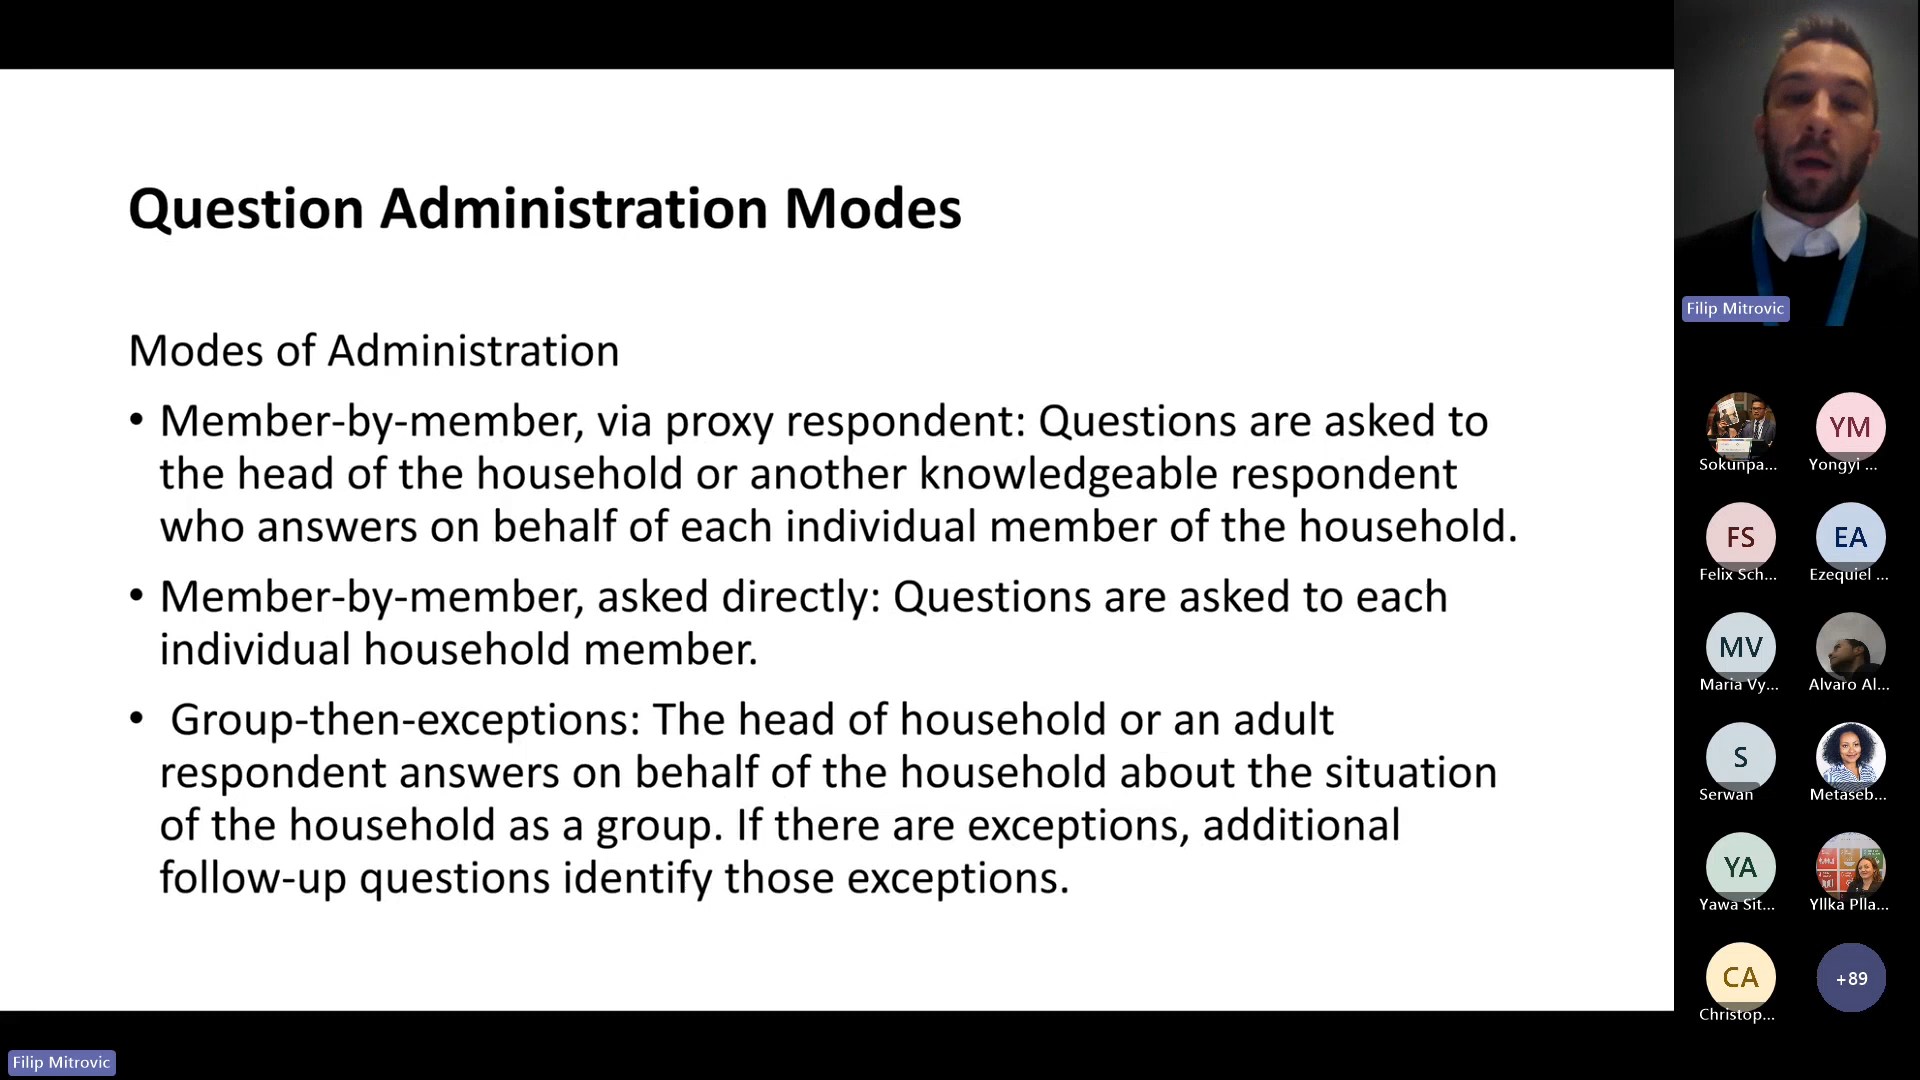 Question Administration Modes
Modes of Administration
• Member-by-member, via proxy respondent: Questions are asked to
the head of the household or another knowledgeable respondent
who answers on behalf of each individual member of the household.
• Member-by-member, asked directly: Questions are asked to each
individual household member.
• Group-then-exceptions: The head of household or an adult
respondent answers on behalf of the household about the situation
of the household as a group. If there are exceptions, additional
follow-up questions identify those exceptions.
Filip Mitrovic
Sokunpa...
YM
Yongyi ...
FS
Felix Sch...
EA
Ezequiel ...
MV
Maria Vy...
Alvaro Al...
S
Serwan
Metaseb...
YA
Yawa Sit...
Yllka Plla...
CA
Christop...
+89
Filip Mitrovic